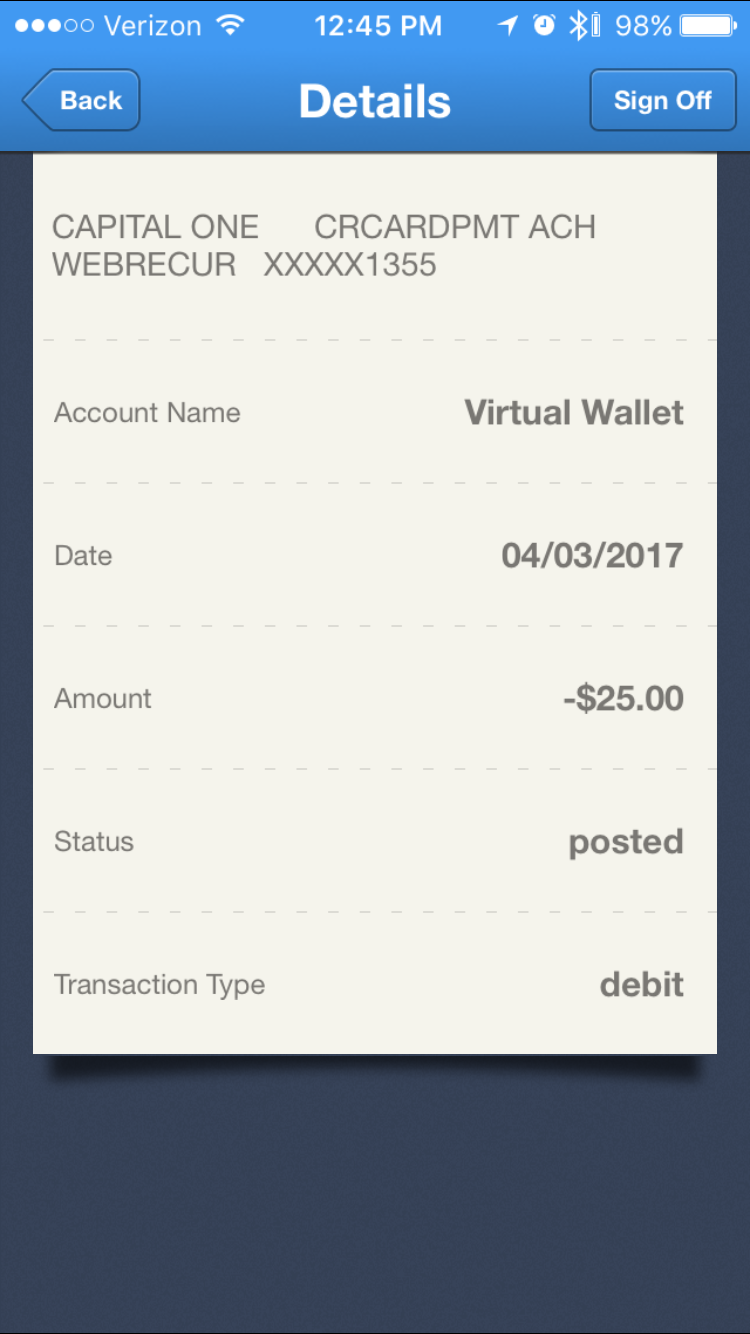 Verizon 12:45 PM 98%
Back Details Sign Off
CAPITAL ONE CRCARDPMT ACH
WEBRECUR XXXXX1355
Account Name Virtual Wallet
Date 04/03/2017
Amount -$25.00
Status posted
Transaction Type debit